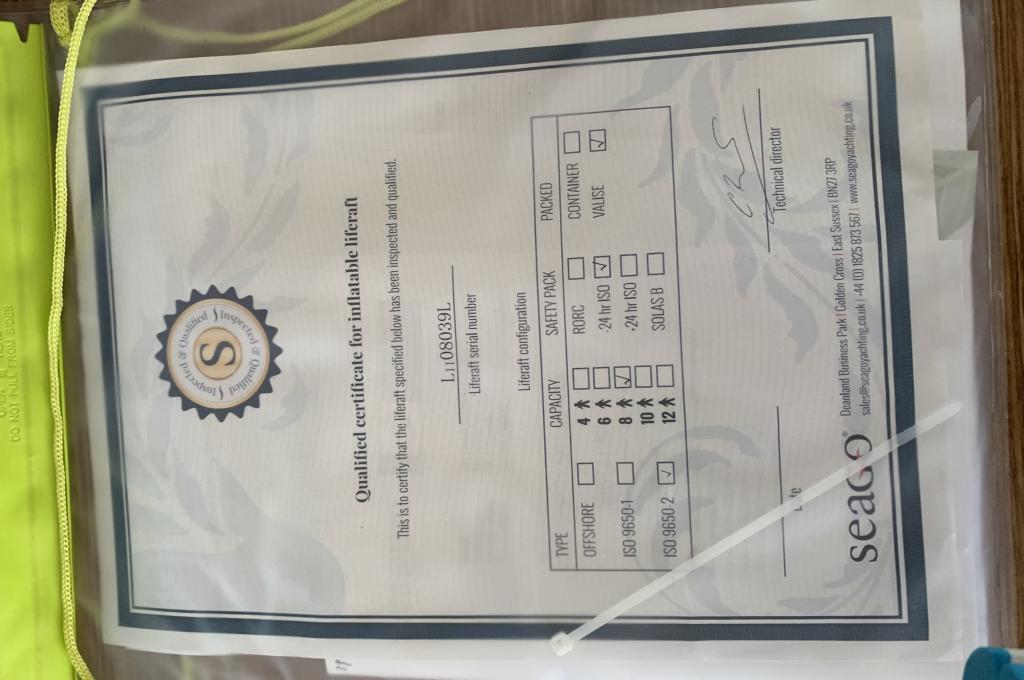 Inspected & Qualified
Inspected & Qualified
S
Qualified certificate for inflatable liferaft
This is to certify that the liferaft specified below has been inspected and qualified.
L1108039L
Liferaft serial number
Liferaft configuration
TYPE CAPACITY SAFETY PACK PACKED
OFFSHORE ☐ 4 ☐ RORC ☐ CONTAINER ☐
6 ☐ -24 hr ISO ☑ VALISE ☑
ISO 9650-1 ☐ 8 ☑ -24 hr ISO ☐
10 ☐ SOLAS B ☐
ISO 9650-2 ☑ 12 ☐
Technical director
seaGO
Deanland Business Park | Golden Cross | East Sussex | BN27 3RP
sales@seagoyachting.co.uk | -44 (0) 1825 873 567 | www.seagoyachting.co.uk
DO NOT PULL FROM SIDES